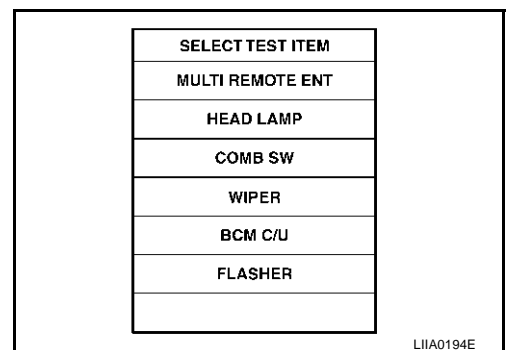 SELECT TEST ITEM
MULTI REMOTE ENT
HEAD LAMP
COMB SW
WIPER
BCM C/U
FLASHER
LIIA0194E